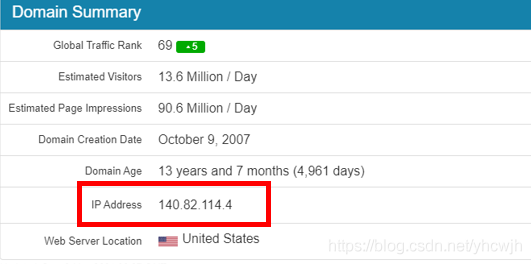 Domain Summary
Global Traffic Rank 69 5
Estimated Visitors 13.6 Million / Day
Estimated Page Impressions 90.6 Million / Day
Domain Creation Date October 9, 2007
Domain Age 13 years and 7 months (4,961 days)
IP Address 140.82.114.4
Web Server Location United States
https://blog.csdn.net/yhcwjh